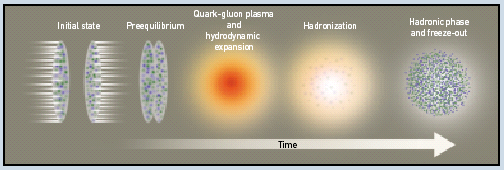 Initial state
Preequilibrium
Quark-gluon plasma
and
hydrodynamic
expansion
Hadronization
Hadronic phase
and freeze-out
Time